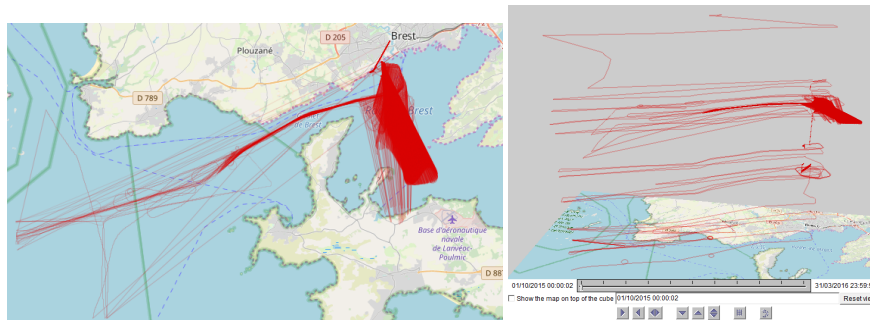 Brest
D 205
Plouzané
D 789
Brest
Base d'aéronautique
navale
de Lanvéoc-
Poulmic
D 887
01/10/2015 00:00:02
31/03/2016 23:59:5
Show the map on top of the cube
01/10/2015 00:00:02
Reset vie